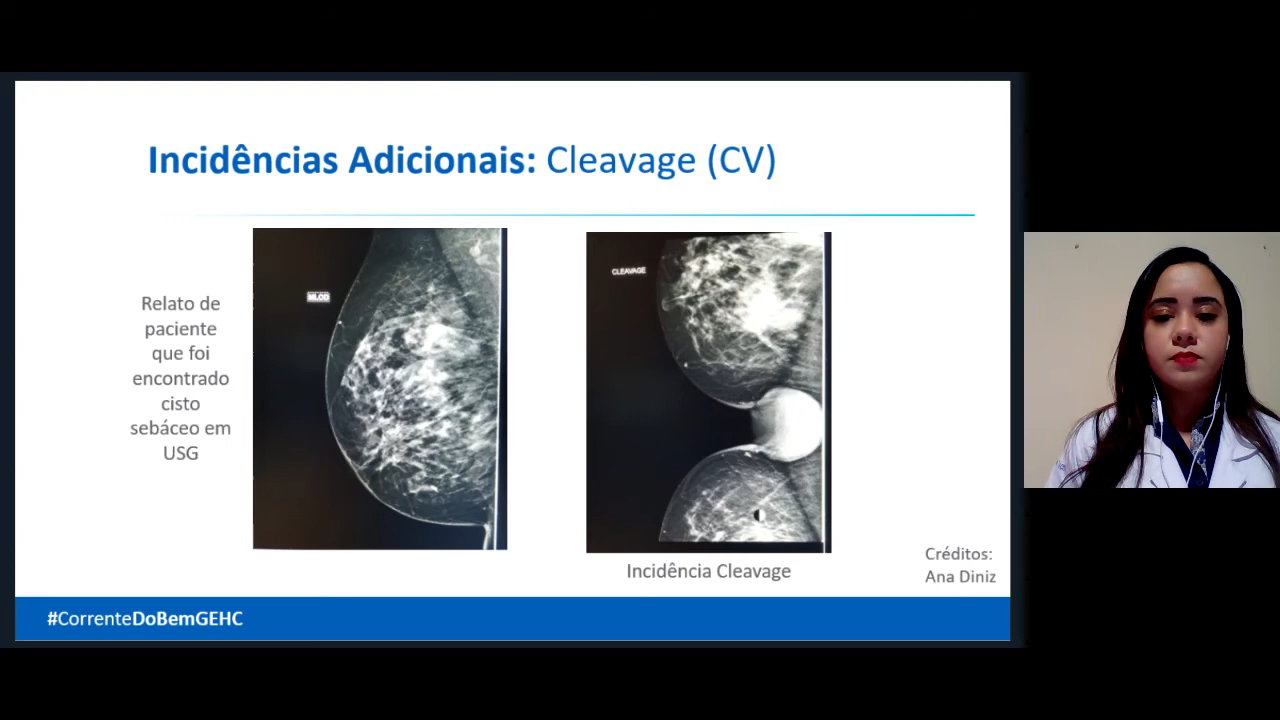 Incidências Adicionais: Cleavage (CV)
Relato de
paciente
que foi
encontrado
cisto
sebáceo em
USG
MLOD
CLEAVAGE
Incidência Cleavage
Créditos:
Ana Diniz
#CorrenteDoBemGEHC